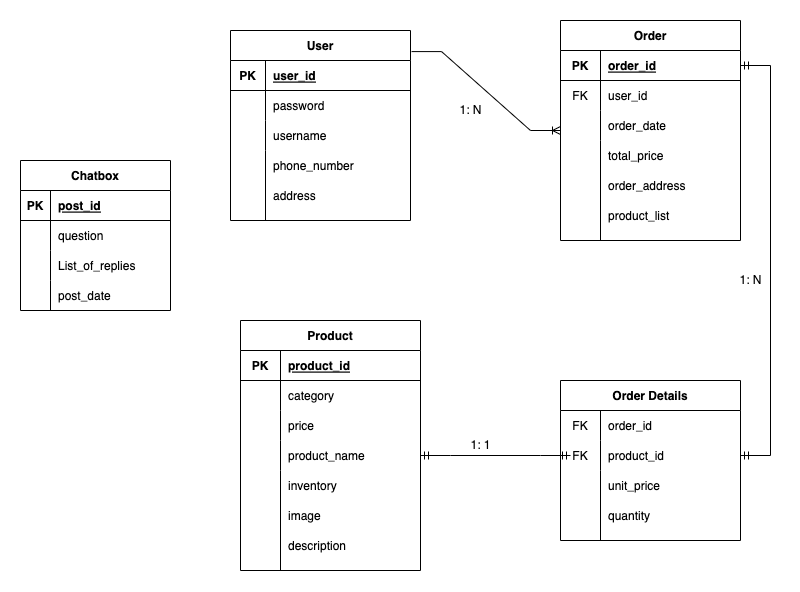 User
PK user_id
password
username
phone_number
address
1: N
Order
PK order_id
FK user_id
order_date
total_price
order_address
product_list
Chatbox
PK post_id
question
List_of_replies
post_date
1: N
Product
PK product_id
category
price
product_name
inventory
image
description
1: 1
Order Details
FK order_id
FK product_id
unit_price
quantity